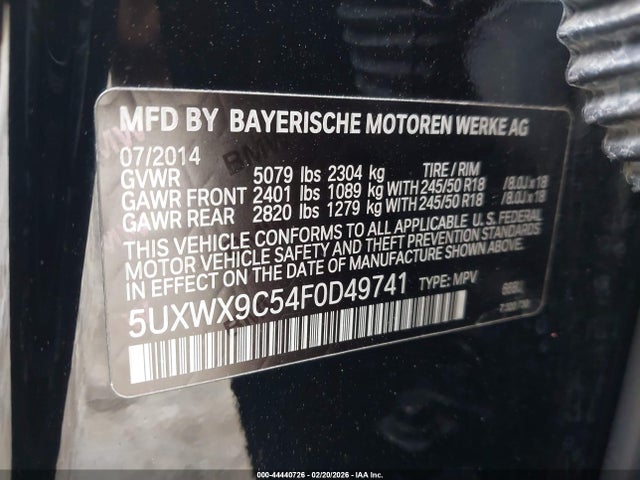 MFD BY BAYERISCHE MOTOREN WERKE AG
07/2014 TIRE / RIM
GVWR 5079 lbs 2304 kg
GAWR FRONT 2401 lbs 1089 kg WITH 245/50 R18 / 8.0J x 18
GAWR REAR 2820 lbs 1279 kg WITH 245/50 R18 / 8.0J x 18
THIS VEHICLE CONFORMS TO ALL APPLICABLE U. S. FEDERAL
MOTOR VEHICLE SAFETY AND THEFT PREVENTION STANDARDS
IN EFFECT ON THE DATE OF MANUFACTURE SHOWN ABOVE.
5UXWX9C54F0D49741 TYPE: MPV
000-44440726 - 02/20/2026 - IAA Inc.